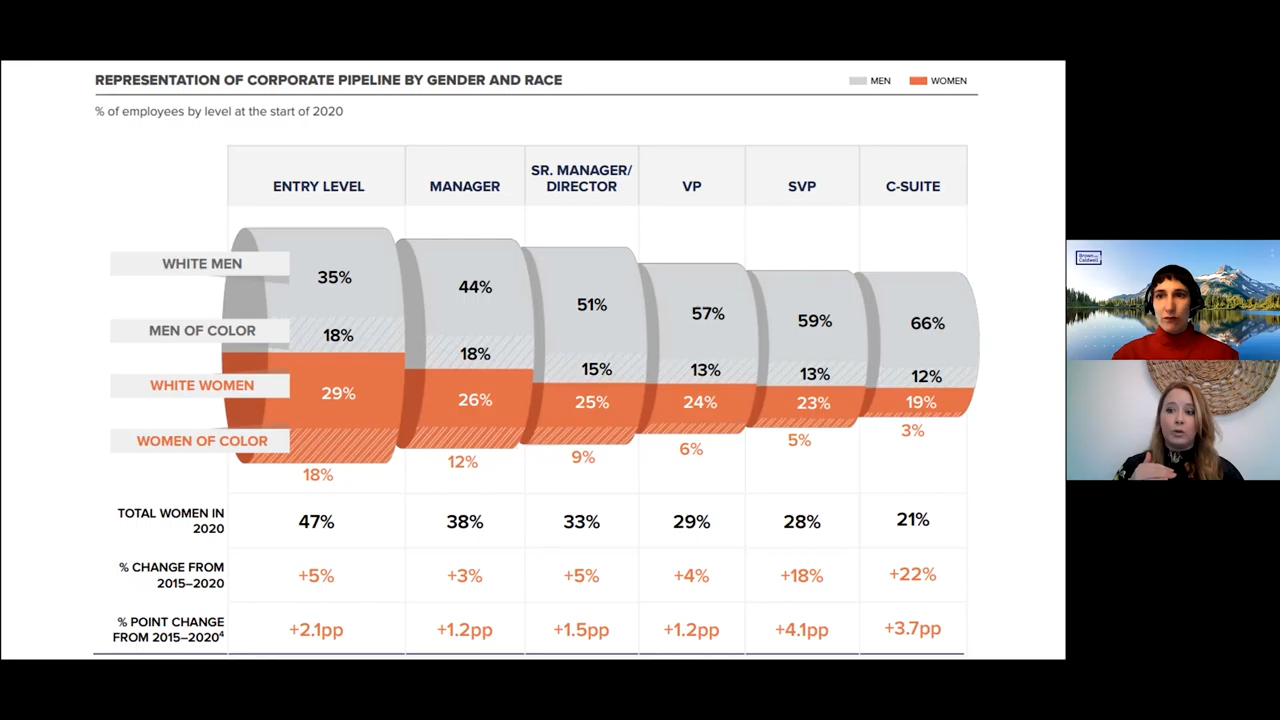 REPRESENTATION OF CORPORATE PIPELINE BY GENDER AND RACE
MEN
WOMEN
% of employees by level at the start of 2020
ENTRY LEVEL
MANAGER
SR. MANAGER/
DIRECTOR
VP
SVP
C-SUITE
WHITE MEN
35%
44%
51%
57%
59%
66%
MEN OF COLOR
18%
18%
15%
13%
13%
12%
WHITE WOMEN
29%
26%
25%
24%
23%
19%
WOMEN OF COLOR
18%
12%
9%
6%
5%
3%
TOTAL WOMEN IN
2020
47%
38%
33%
29%
28%
21%
% CHANGE FROM
2015–2020
+5%
+3%
+5%
+4%
+18%
+22%
% POINT CHANGE
FROM 2015–2020⁴
+2.1pp
+1.2pp
+1.5pp
+1.2pp
+4.1pp
+3.7pp
Brown AND
Caldwell